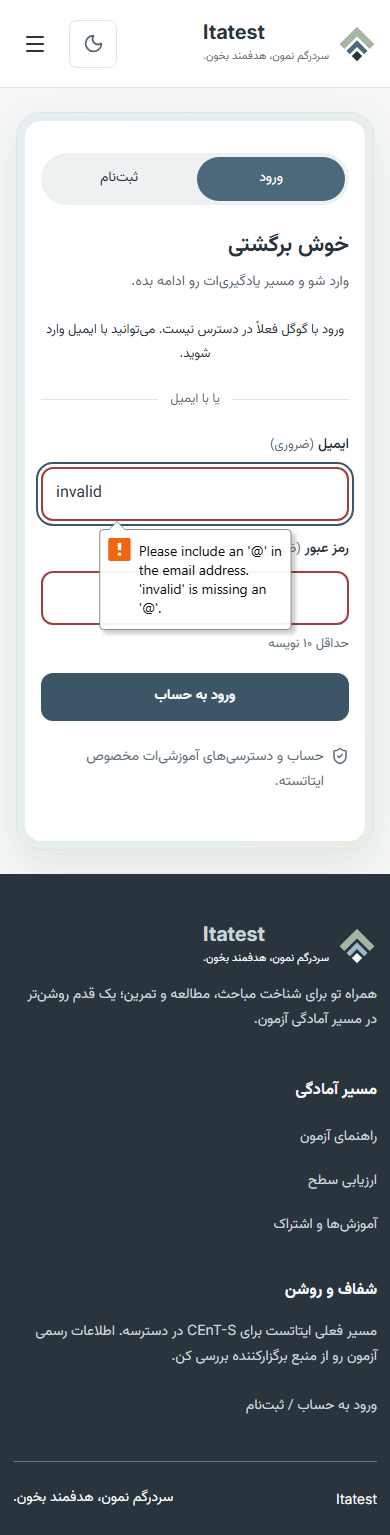 Itatest
سردرگم نمون، هدفمند بخون.
ورود
ثبت‌نام
خوش برگشتی
وارد شو و مسیر یادگیری‌ات رو ادامه بده.
ورود با گوگل فعلاً در دسترس نیست. می‌توانید با ایمیل وارد
شوید.
یا با ایمیل
ایمیل (ضروری)
invalid
Please include an '@' in
the email address.
'invalid' is missing an
'@'.
رمز عبور
حداقل ۱۰ نویسه
ورود به حساب
حساب و دسترسی‌های آموزشی‌ات مخصوص
ایتاتسته.
Itatest
سردرگم نمون، هدفمند بخون.
همراه تو برای شناخت مباحث، مطالعه و تمرین؛ یک قدم روشن‌تر
در مسیر آمادگی آزمون.
مسیر آمادگی
راهنمای آزمون
ارزیابی سطح
آموزش‌ها و اشتراک
شفاف و روشن
مسیر فعلی ایتاتست برای CEnT-S در دسترسه. اطلاعات رسمی
آزمون رو از منبع برگزارکننده بررسی کن.
ورود به حساب / ثبت‌نام
Itatest
سردرگم نمون، هدفمند بخون.